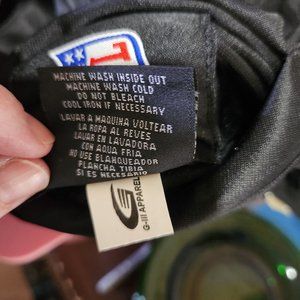 MACHINE WASH INSIDE OUT
MACHINE WASH COLD
DO NOT BLEACH
COOL IRON IF NECESSARY
LAVAR A MAQUINA VOLTEAR
LA ROPA AL REVES
LAVAR EN LAVADORA
CON AQUA FRIA
NO USE BLANQUEADOR
PLANCHA TIBIA
SI ES NECESARIO
G-III APPAREL